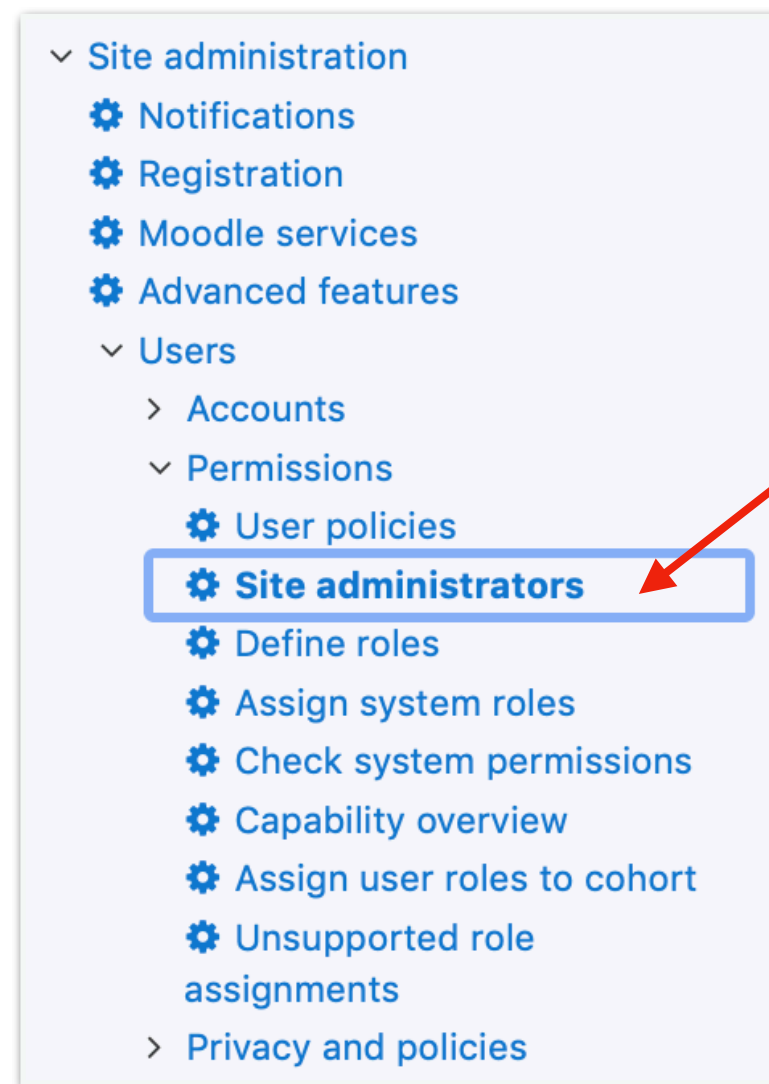 Site administration
Notifications
Registration
Moodle services
Advanced features
Users
Accounts
Permissions
User policies
Site administrators
Define roles
Assign system roles
Check system permissions
Capability overview
Assign user roles to cohort
Unsupported role
assignments
Privacy and policies